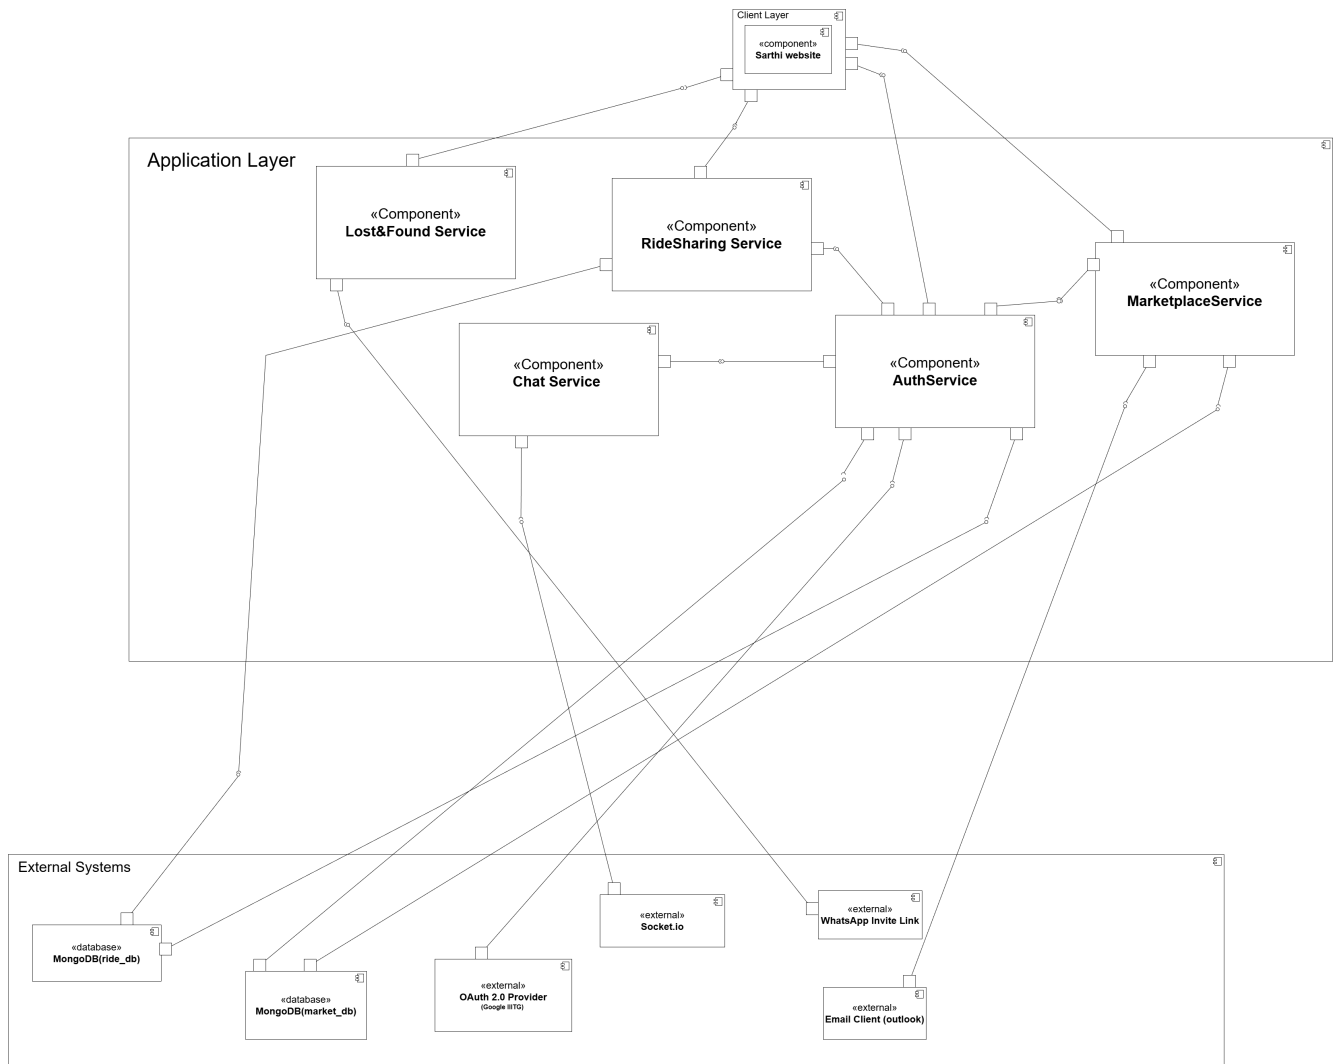 Client Layer
«component»
Sarthi website
Application Layer
«Component»
Lost&Found Service
«Component»
RideSharing Service
«Component»
MarketplaceService
«Component»
Chat Service
«Component»
AuthService
External Systems
«database»
MongoDB(ride_db)
«database»
MongoDB(market_db)
«external»
OAuth 2.0 Provider
(Google IIITG)
«external»
Socket.io
«external»
WhatsApp Invite Link
«external»
Email Client (outlook)